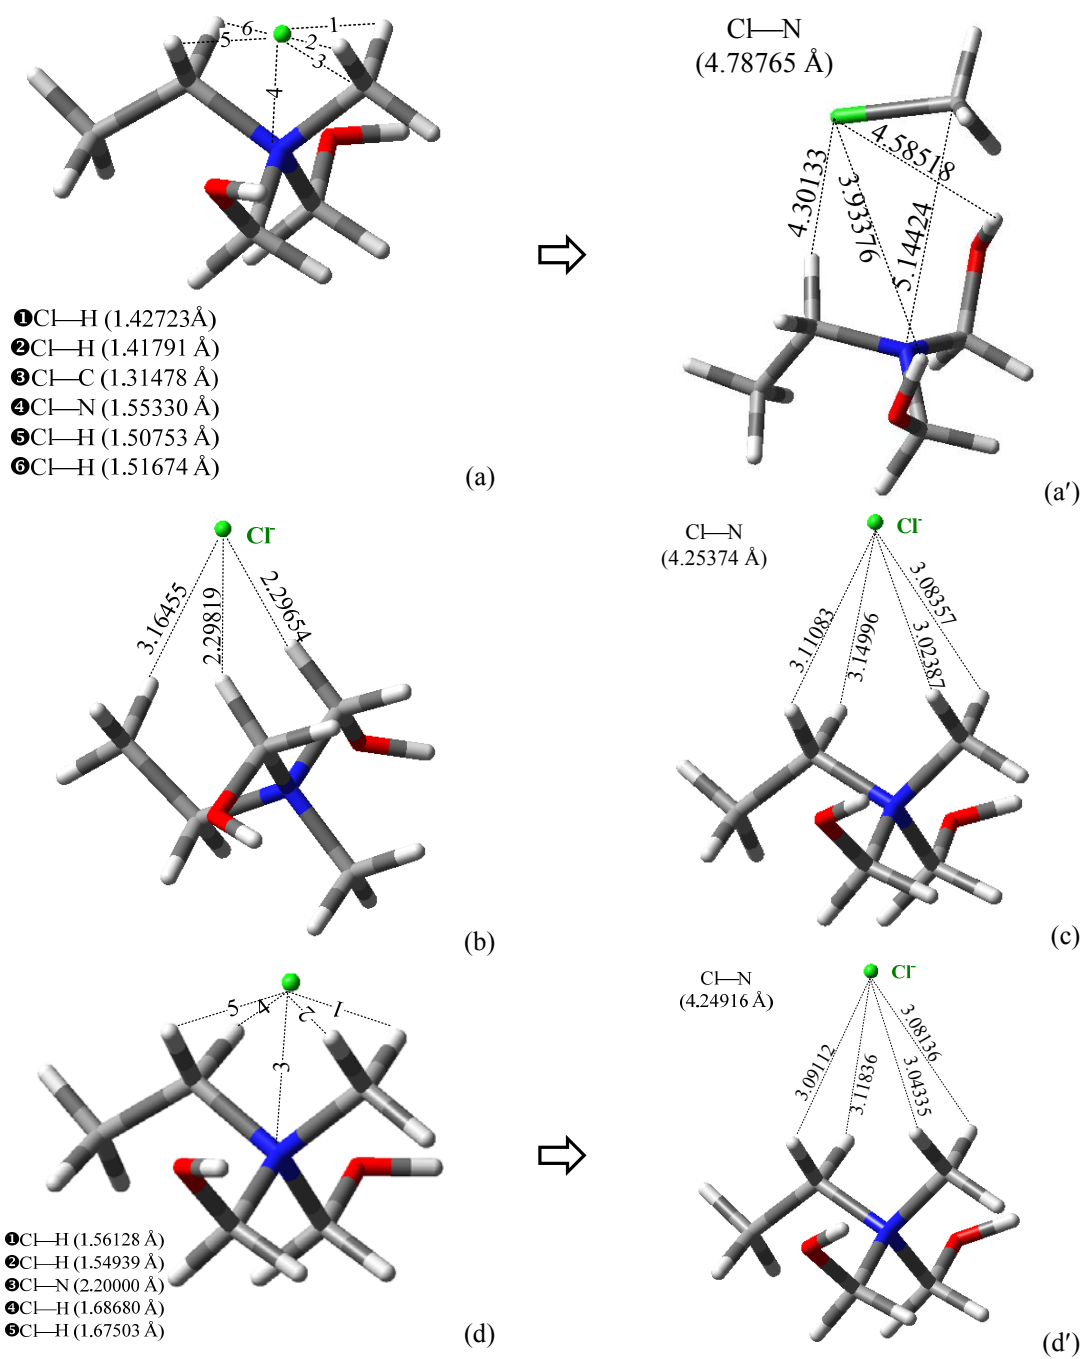 1
6
2
5
3
4
❶Cl—H (1.42723Å)
❷Cl—H (1.41791 Å)
❸Cl—C (1.31478 Å)
❹Cl—N (1.55330 Å)
❺Cl—H (1.50753 Å)
❻Cl—H (1.51674 Å)
(a)
Cl—N
(4.78765 Å)
4.58518
4.30133
3.93376
5.14424
(a′)
Cl-
3.16455
2.29819
2.29654
(b)
Cl—N
(4.25374 Å)
Cl-
3.11083
3.14996
3.02387
3.08357
(c)
5
4
2
1
3
❶Cl—H (1.56128 Å)
❷Cl—H (1.54939 Å)
❸Cl—N (2.20000 Å)
❹Cl—H (1.68680 Å)
❺Cl—H (1.67503 Å)
(d)
Cl—N
(4.24916 Å)
Cl-
3.09112
3.11836
3.04335
3.08136
(d′)